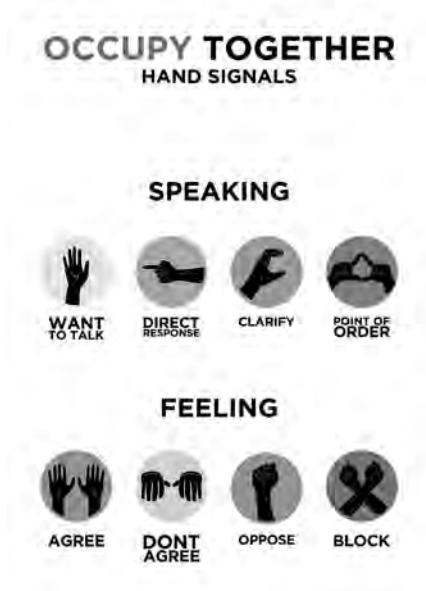 OCCUPY TOGETHER
HAND SIGNALS
SPEAKING
WANT
TO TALK
DIRECT
RESPONSE
CLARIFY
POINT OF
ORDER
FEELING
AGREE
DONT
AGREE
OPPOSE
BLOCK